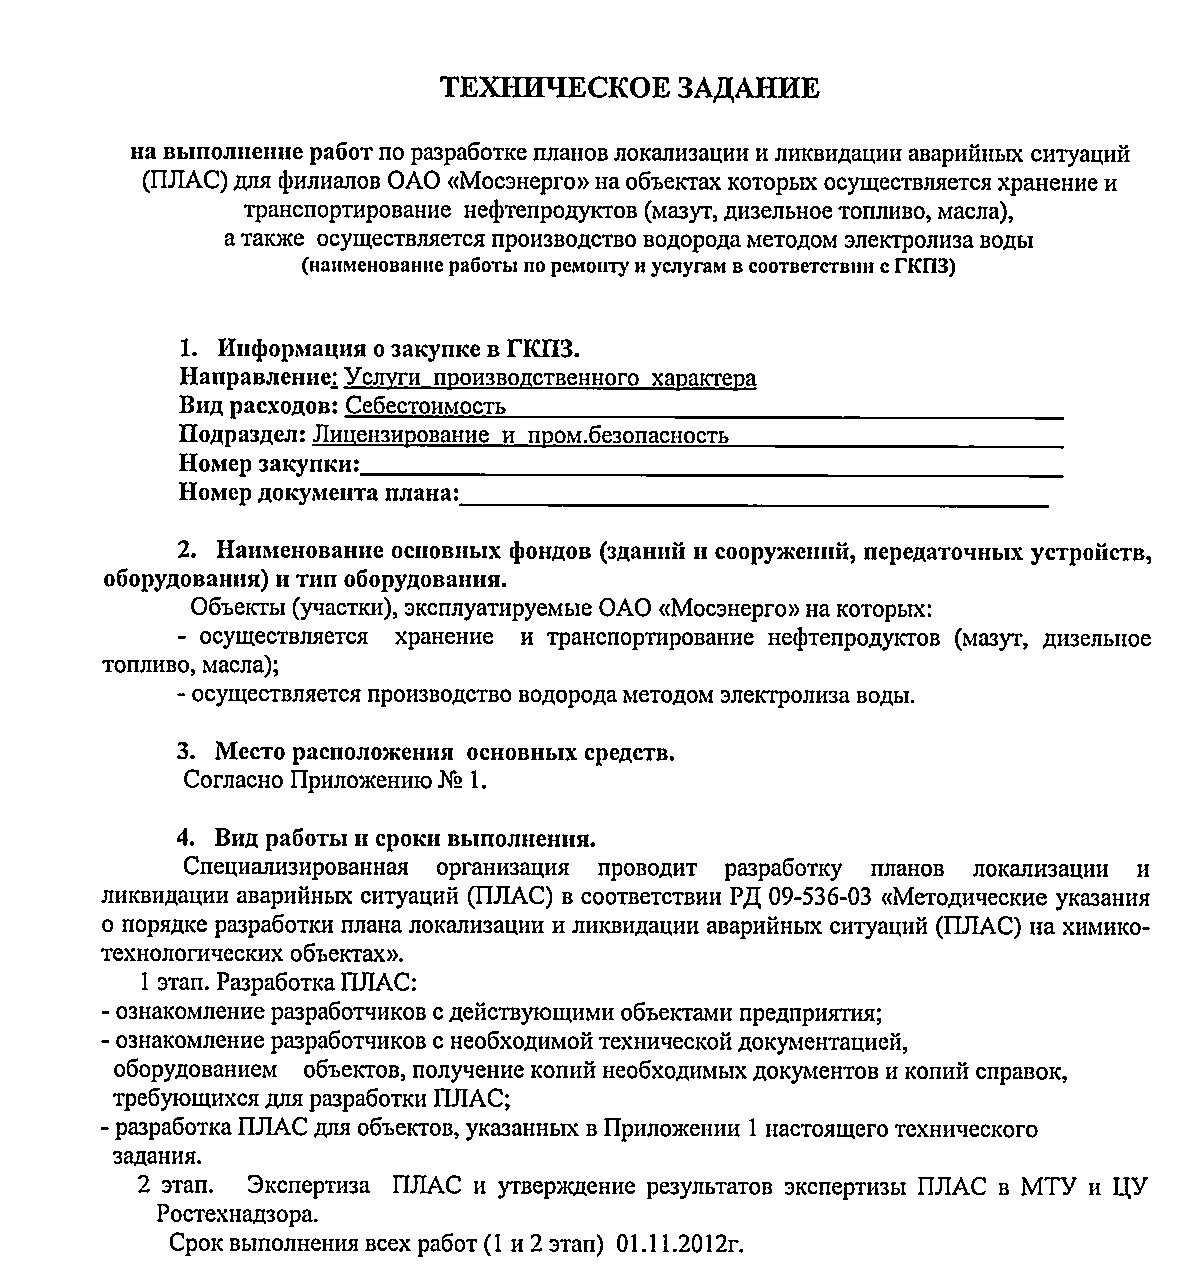 ТЕХНИЧЕСКОЕ ЗАДАНИЕ
на выполнение работ по разработке планов локализации и ликвидации аварийных ситуаций
(ПЛАС) для филиалов ОАО «Мосэнерго» на объектах которых осуществляется хранение и
транспортирование нефтепродуктов (мазут, дизельное топливо, масла),
а также осуществляется производство водорода методом электролиза воды
(наименование работы по ремонту и услугам в соответствии с ГКПЗ)
1. Информация о закупке в ГКПЗ.
Направление: Услуги производственного характера
Вид расходов: Себестоимость
Подраздел: Лицензирование и пром.безопасность
Номер закупки:
Номер документа плана:
2. Наименование основных фондов (зданий и сооружений, передаточных устройств,
оборудования) и тип оборудования.
Объекты (участки), эксплуатируемые ОАО «Мосэнерго» на которых:
- осуществляется хранение и транспортирование нефтепродуктов (мазут, дизельное
топливо, масла);
- осуществляется производство водорода методом электролиза воды.
3. Место расположения основных средств.
Согласно Приложению № 1.
4. Вид работы и сроки выполнения.
Специализированная организация проводит разработку планов локализации и
ликвидации аварийных ситуаций (ПЛАС) в соответствии РД 09-536-03 «Методические указания
о порядке разработки плана локализации и ликвидации аварийных ситуаций (ПЛАС) на химико-
технологических объектах».
1 этап. Разработка ПЛАС:
- ознакомление разработчиков с действующими объектами предприятия;
- ознакомление разработчиков с необходимой технической документацией,
оборудованием объектов, получение копий необходимых документов и копий справок,
требующихся для разработки ПЛАС;
- разработка ПЛАС для объектов, указанных в Приложении 1 настоящего технического
задания.
2 этап. Экспертиза ПЛАС и утверждение результатов экспертизы ПЛАС в МТУ и ЦУ
Ростехнадзора.
Срок выполнения всех работ (1 и 2 этап) 01.11.2012г.